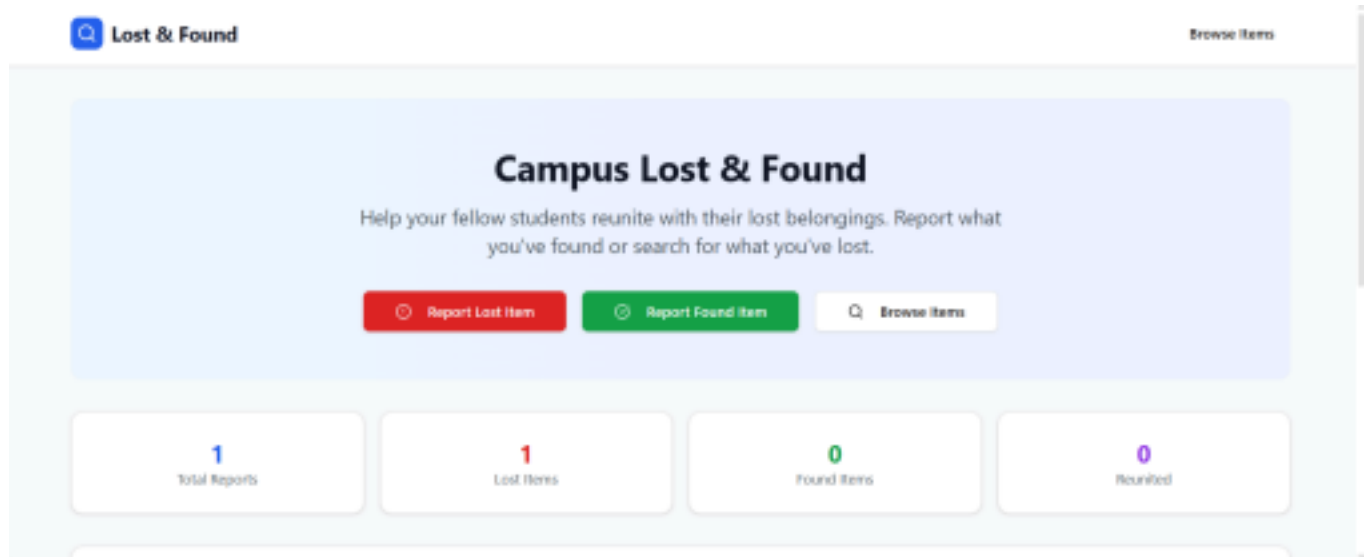 Lost & Found
Browse Items
Campus Lost & Found
Help your fellow students reunite with their lost belongings. Report what
you've found or search for what you've lost.
Report Lost Item
Report Found Item
Browse Items
1
Total Reports
1
Lost Items
0
Found Items
0
Reunited